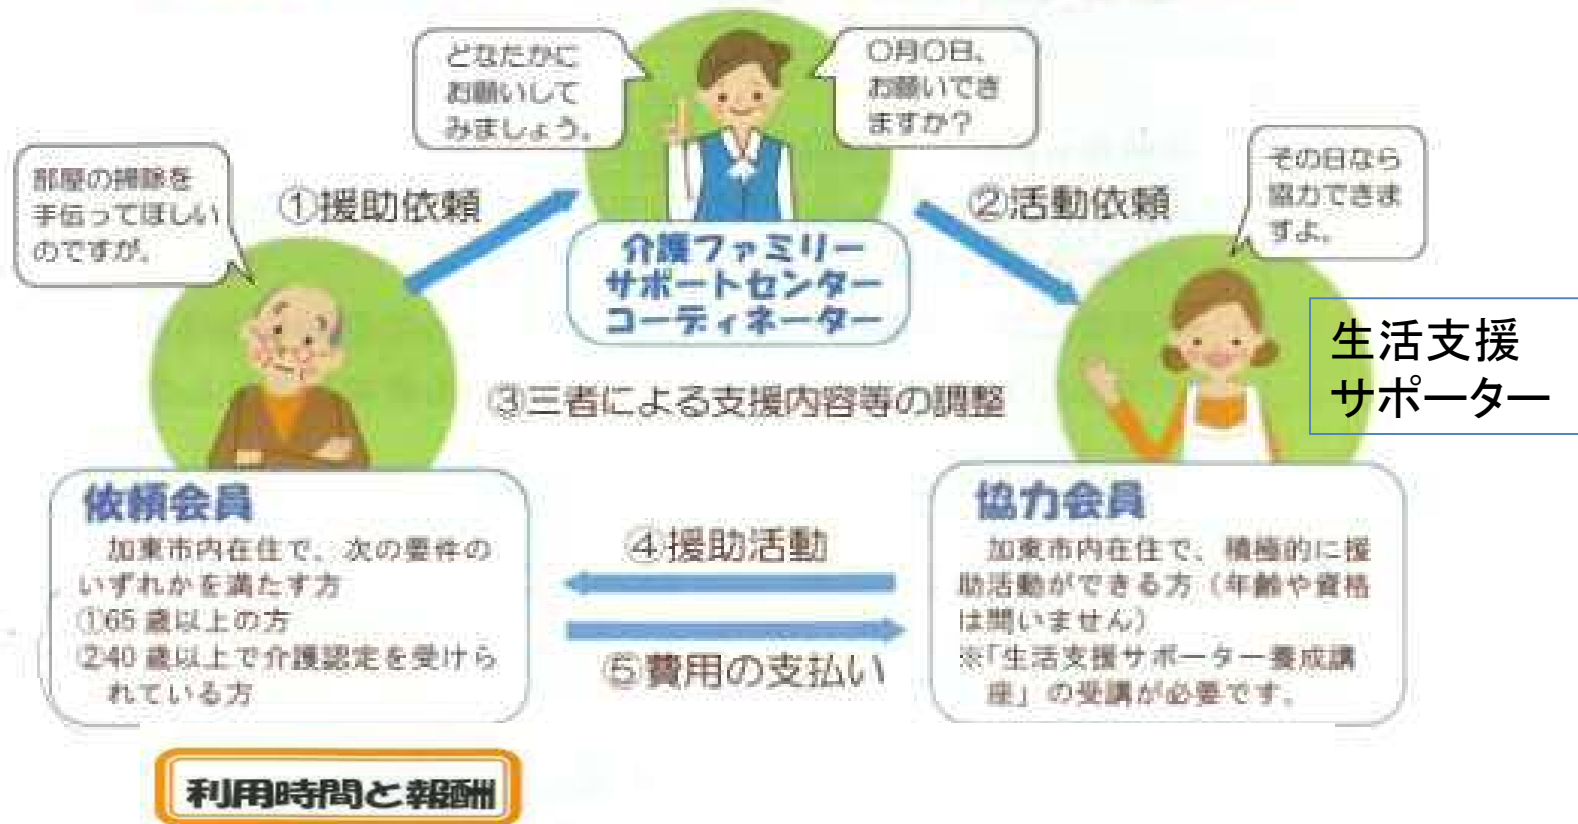 どなたかに
お願いして
みましょう。
〇月〇日、
お願いでき
ますか？
部屋の掃除を
手伝ってほしい
のですが。
①援助依頼
②活動依頼
その日なら
協力できま
すよ。
介護ファミリー
サポートセンター
コーディネーター
生活支援
サポーター
③三者による支援内容等の調整
依頼会員
加東市内在住で、次の要件の
いずれかを満たす方
①65 歳以上の方
②40 歳以上で介護認定を受けら
れている方
④援助活動
⑤費用の支払い
協力会員
加東市内在住で、積極的に援
助活動ができる方（年齢や資格
は問いません）
※「生活支援サポーター養成講
座」の受講が必要です。
利用時間と報酬